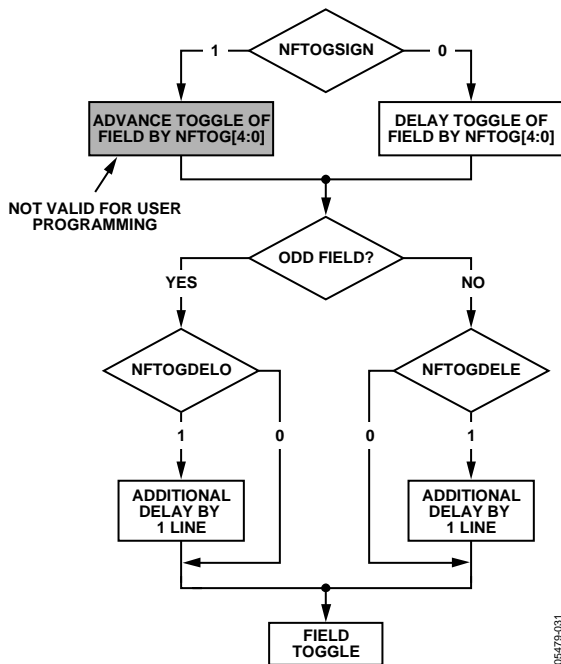 NFTOGSIGN
1
0
ADVANCE TOGGLE OF
FIELD BY NFTOG[4:0]
DELAY TOGGLE OF
FIELD BY NFTOG[4:0]
NOT VALID FOR USER
PROGRAMMING
ODD FIELD?
YES
NO
NFTOGDELO
NFTOGDELE
1
0
0
1
ADDITIONAL
DELAY BY
1 LINE
ADDITIONAL
DELAY BY
1 LINE
FIELD
TOGGLE
05479-031